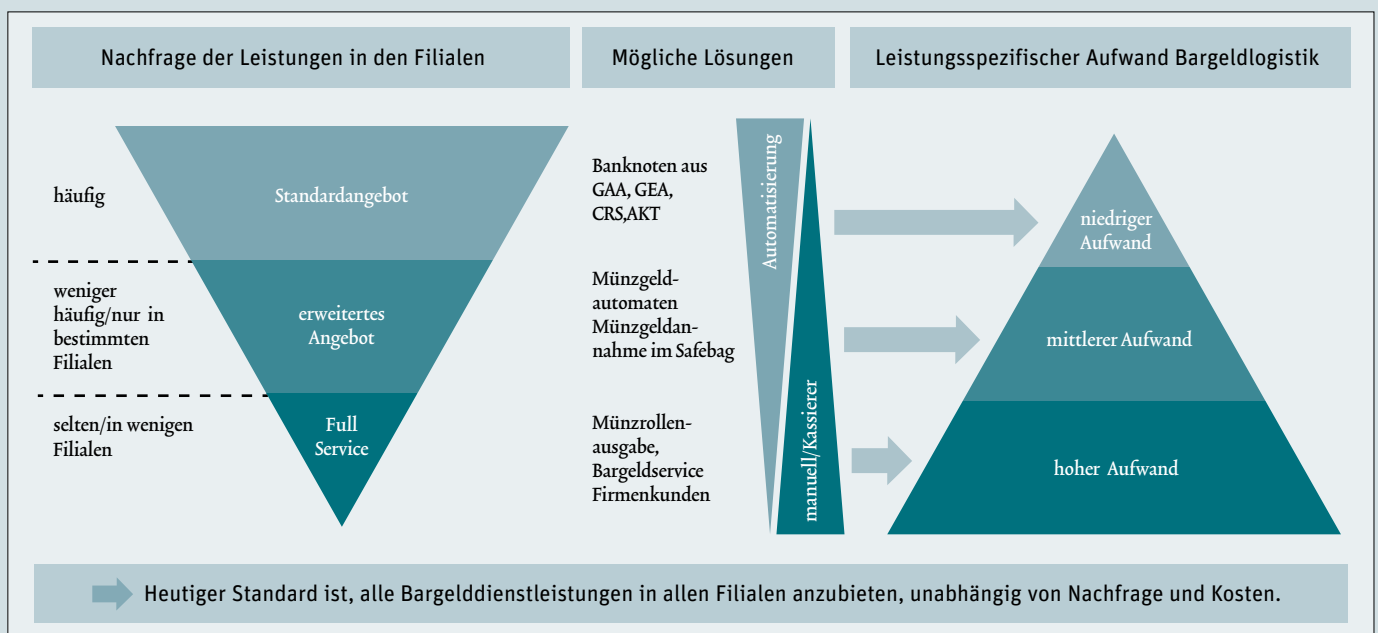 Nachfrage der Leistungen in den Filialen
Mögliche Lösungen
Leistungsspezifischer Aufwand Bargeldlogistik
häufig
Standardangebot
weniger
häufig/nur in
bestimmten
Filialen
erweitertes
Angebot
selten/in wenigen
Filialen
Full
Service
Banknoten aus
GAA, GEA,
CRS,AKT
Münzgeld-
automaten
Münzgeldan-
nahme im Safebag
Münzrollen-
ausgabe,
Bargeldservice
Firmenkunden
Automatisierung
manuell/Kassierer
niedriger
Aufwand
mittlerer Aufwand
hoher Aufwand
Heutiger Standard ist, alle Bargelddienstleistungen in allen Filialen anzubieten, unabhängig von Nachfrage und Kosten.